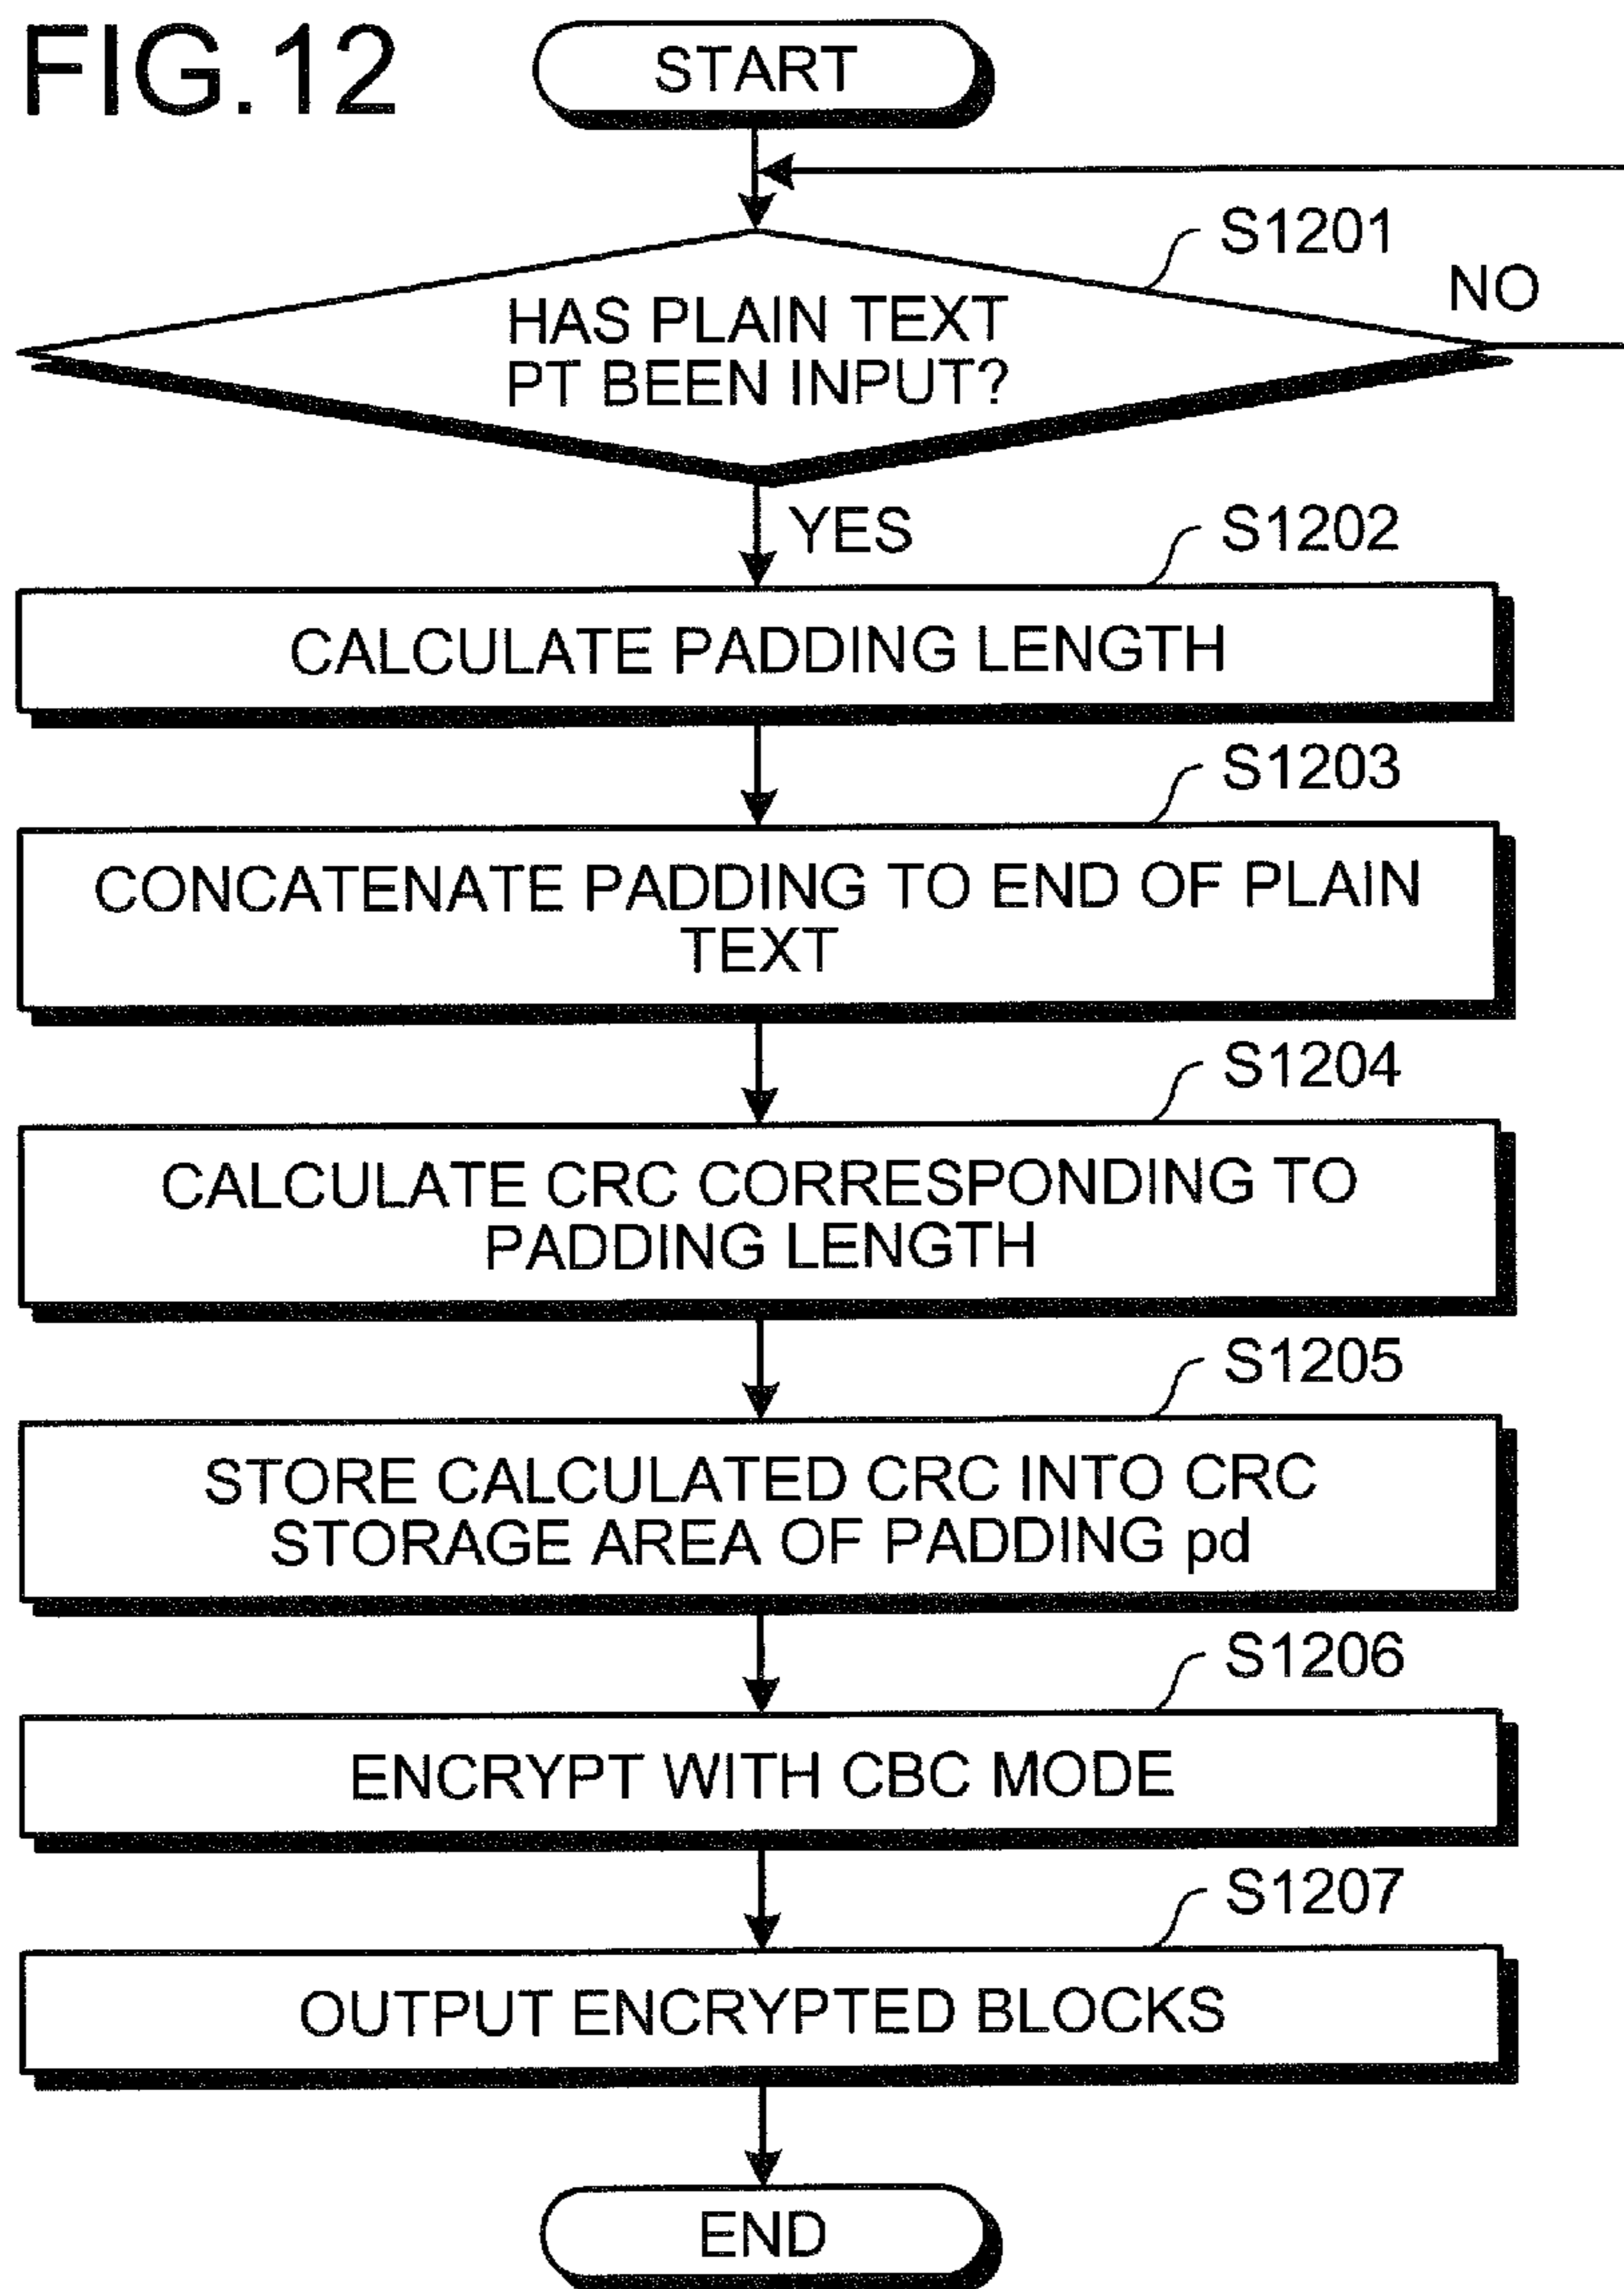 FIG.12
START
S1201
NO
HAS PLAIN TEXT
PT BEEN INPUT?
YES
S1202
CALCULATE PADDING LENGTH
S1203
CONCATENATE PADDING TO END OF PLAIN
TEXT
S1204
CALCULATE CRC CORRESPONDING TO
PADDING LENGTH
S1205
STORE CALCULATED CRC INTO CRC
STORAGE AREA OF PADDING pd
S1206
ENCRYPT WITH CBC MODE
S1207
OUTPUT ENCRYPTED BLOCKS
END